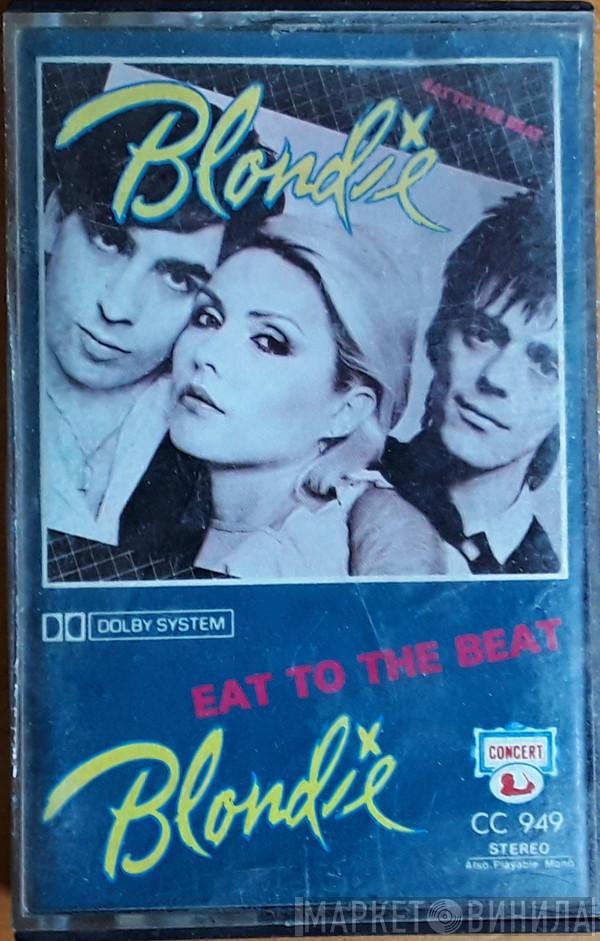 Blondie
EAT TO THE BEAT
DOLBY SYSTEM
EAT TO THE BEAT
Blondie
CONCERT
CC 949
STEREO
Also Playable Mono
МАРКЕТ ВИНИЛА